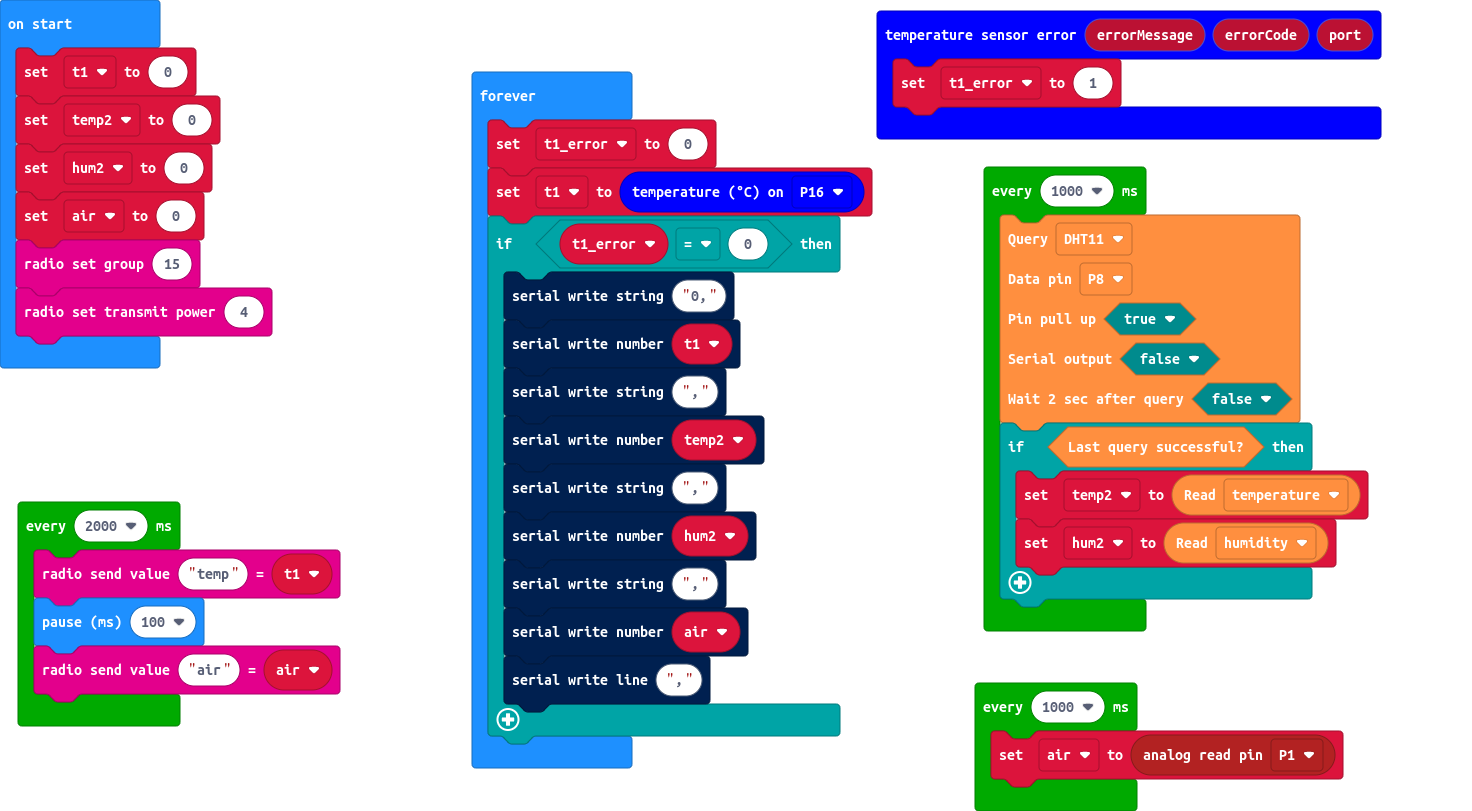 on start
set t1 to 0
set temp2 to 0
set hum2 to 0
set air to 0
radio set group 15
radio set transmit power 4
every 2000 ms
radio send value "temp" = t1
pause (ms) 100
radio send value "air" = air
forever
set t1_error to 0
set t1 to temperature (°C) on P16
if t1_error = 0 then
serial write string "0,"
serial write number t1
serial write string ","
serial write number temp2
serial write string ","
serial write number hum2
serial write string ","
serial write number air
serial write line ","
temperature sensor error errorMessage errorCode port
set t1_error to 1
every 1000 ms
Query DHT11
Data pin P8
Pin pull up true
Serial output false
Wait 2 sec after query false
if Last query successful? then
set temp2 to Read temperature
set hum2 to Read humidity
every 1000 ms
set air to analog read pin P1